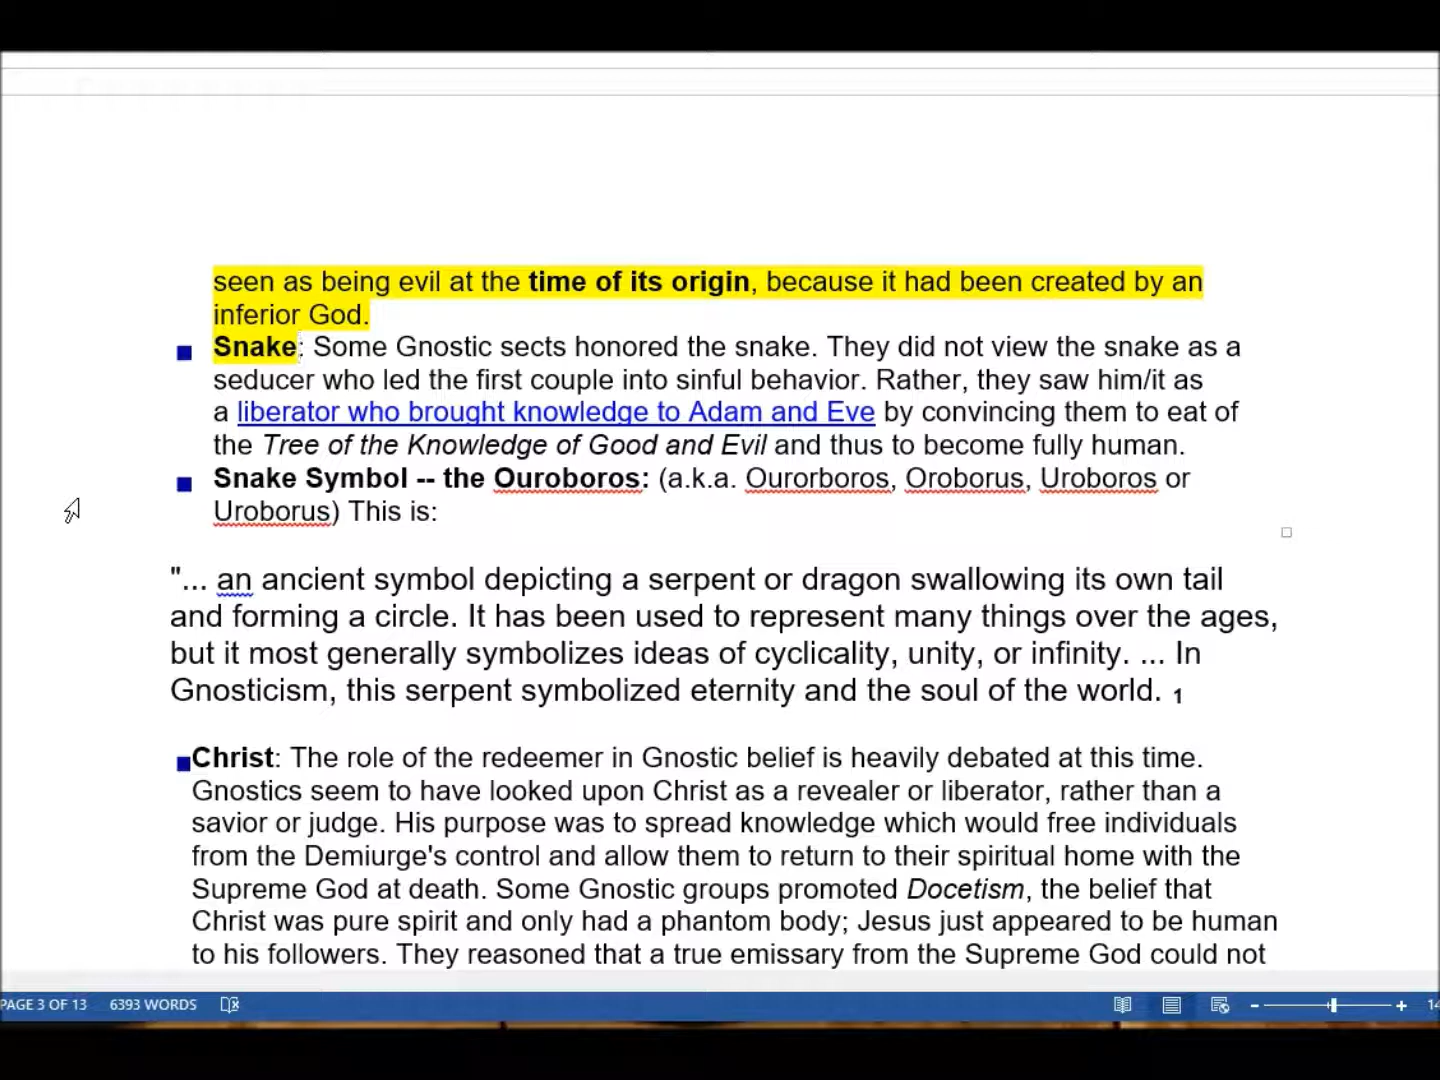 seen as being evil at the time of its origin, because it had been created by an
inferior God.
Snake: Some Gnostic sects honored the snake. They did not view the snake as a
seducer who led the first couple into sinful behavior. Rather, they saw him/it as
a liberator who brought knowledge to Adam and Eve by convincing them to eat of
the Tree of the Knowledge of Good and Evil and thus to become fully human.
Snake Symbol -- the Ouroboros: (a.k.a. Ourorboros, Oroborus, Uroboros or
Uroborus) This is:
"... an ancient symbol depicting a serpent or dragon swallowing its own tail
and forming a circle. It has been used to represent many things over the ages,
but it most generally symbolizes ideas of cyclicality, unity, or infinity. ... In
Gnosticism, this serpent symbolized eternity and the soul of the world. 1
Christ: The role of the redeemer in Gnostic belief is heavily debated at this time.
Gnostics seem to have looked upon Christ as a revealer or liberator, rather than a
savior or judge. His purpose was to spread knowledge which would free individuals
from the Demiurge's control and allow them to return to their spiritual home with the
Supreme God at death. Some Gnostic groups promoted Docetism, the belief that
Christ was pure spirit and only had a phantom body; Jesus just appeared to be human
to his followers. They reasoned that a true emissary from the Supreme God could not
PAGE 3 OF 13 6393 WORDS